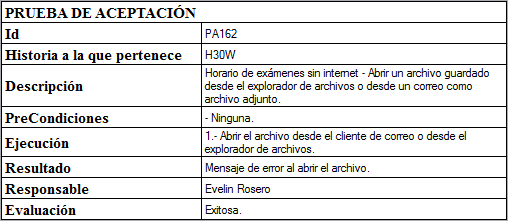 PRUEBA DE ACEPTACIÓN
Id PA162
Historia a la que pertenece H30W
Descripción Horario de exámenes sin internet - Abrir un archivo guardado
desde el explorador de archivos o desde un correo como
archivo adjunto.
PreCondiciones - Ninguna.
Ejecución 1.- Abrir el archivo desde el cliente de correo o desde el
explorador de archivos.
Resultado Mensaje de error al abrir el archivo.
Responsable Evelin Rosero
Evaluación Exitosa.